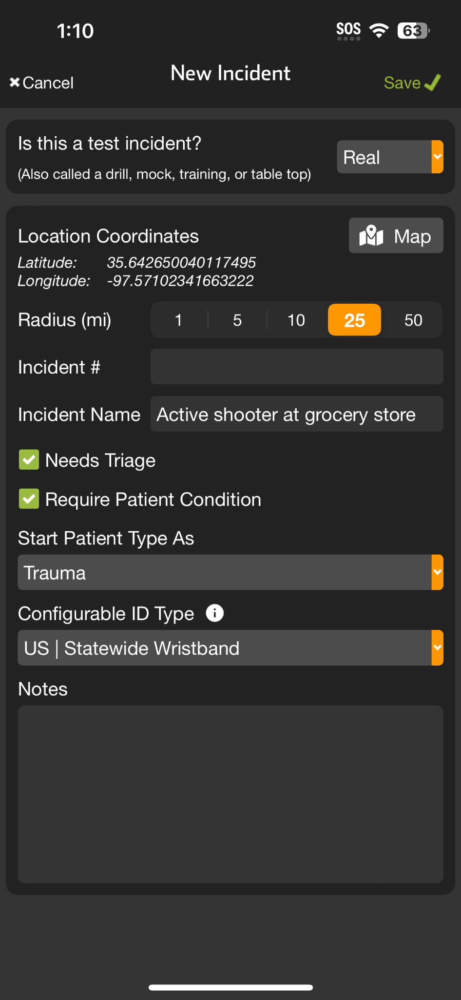 1:10
SOS
63
Cancel
New Incident
Save
Is this a test incident?
Real
(Also called a drill, mock, training, or table top)
Location Coordinates
Map
Latitude: 35.642650040117495
Longitude: -97.57102341663222
Radius (mi) 1 5 10 25 50
Incident #
Incident Name Active shooter at grocery store
Needs Triage
Require Patient Condition
Start Patient Type As
Trauma
Configurable ID Type
US | Statewide Wristband
Notes